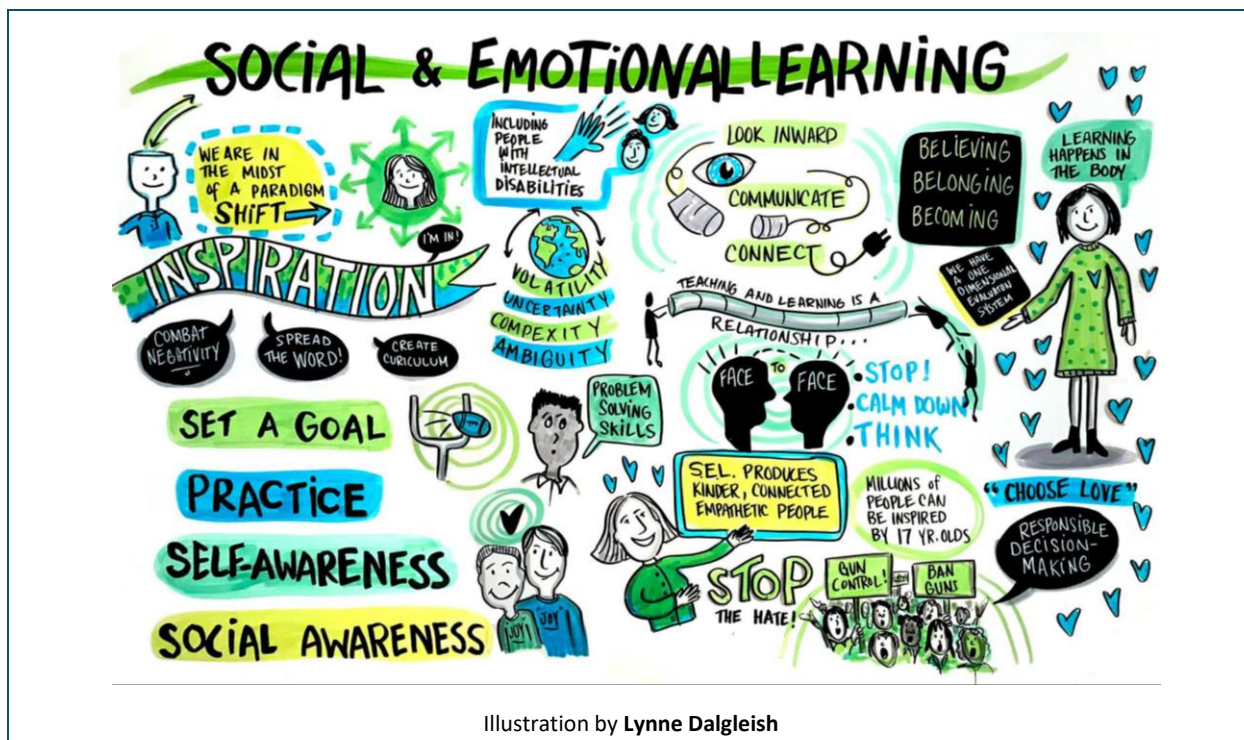 SOCIAL & EMOTIONAL LEARNING
WE ARE IN
THE MIDST
OF A PARADIGM
SHIFT
I'M IN!
INSPIRATION
COMBAT
NEGATIVITY
SPREAD
THE WORD!
CREATE
CURICULUM
INCLUDING
PEOPLE
WITH
INTELLECTUAL
DISABILITIES
VOLATILITY
UNCERTAINTY
COMPEXITY
AMBIGUITY
LOOK INWARD
COMMUNICATE
CONNECT
BELIEVING
BELONGING
BECOMING
LEARNING
HAPPENS IN
THE BODY
WE HAVE
A ONE
DIMENSIONAL
EVALUATION
SYSTEM
TEACHING AND LEARNING IS A
RELATIONSHIP...
FACE TO FACE
• STOP!
• CALM DOWN
• THINK
SET A GOAL
PRACTICE
SELF-AWARENESS
SOCIAL AWARENESS
PROBLEM
SOLVING
SKILLS
JOY
JOY
S.E.L. PRODUCES
KINDER, CONNECTED
EMPATHETIC PEOPLE
MILLIONS OF
PEOPLE CAN
BE INSPIRED
BY 17 YR. OLDS
"CHOOSE LOVE"
RESPONSIBLE
DECISION-
MAKING
STOP
THE HATE!
GUN
CONTROL!
BAN
GUNS
Illustration by Lynne Dalgleish